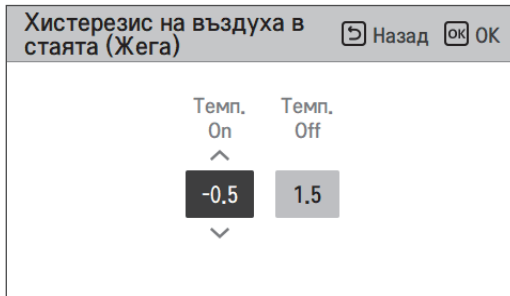 Хистерезис на въздуха в
стаята (Жега)
Назад OK OK
Темп. Темп.
On Off
-0.5 1.5